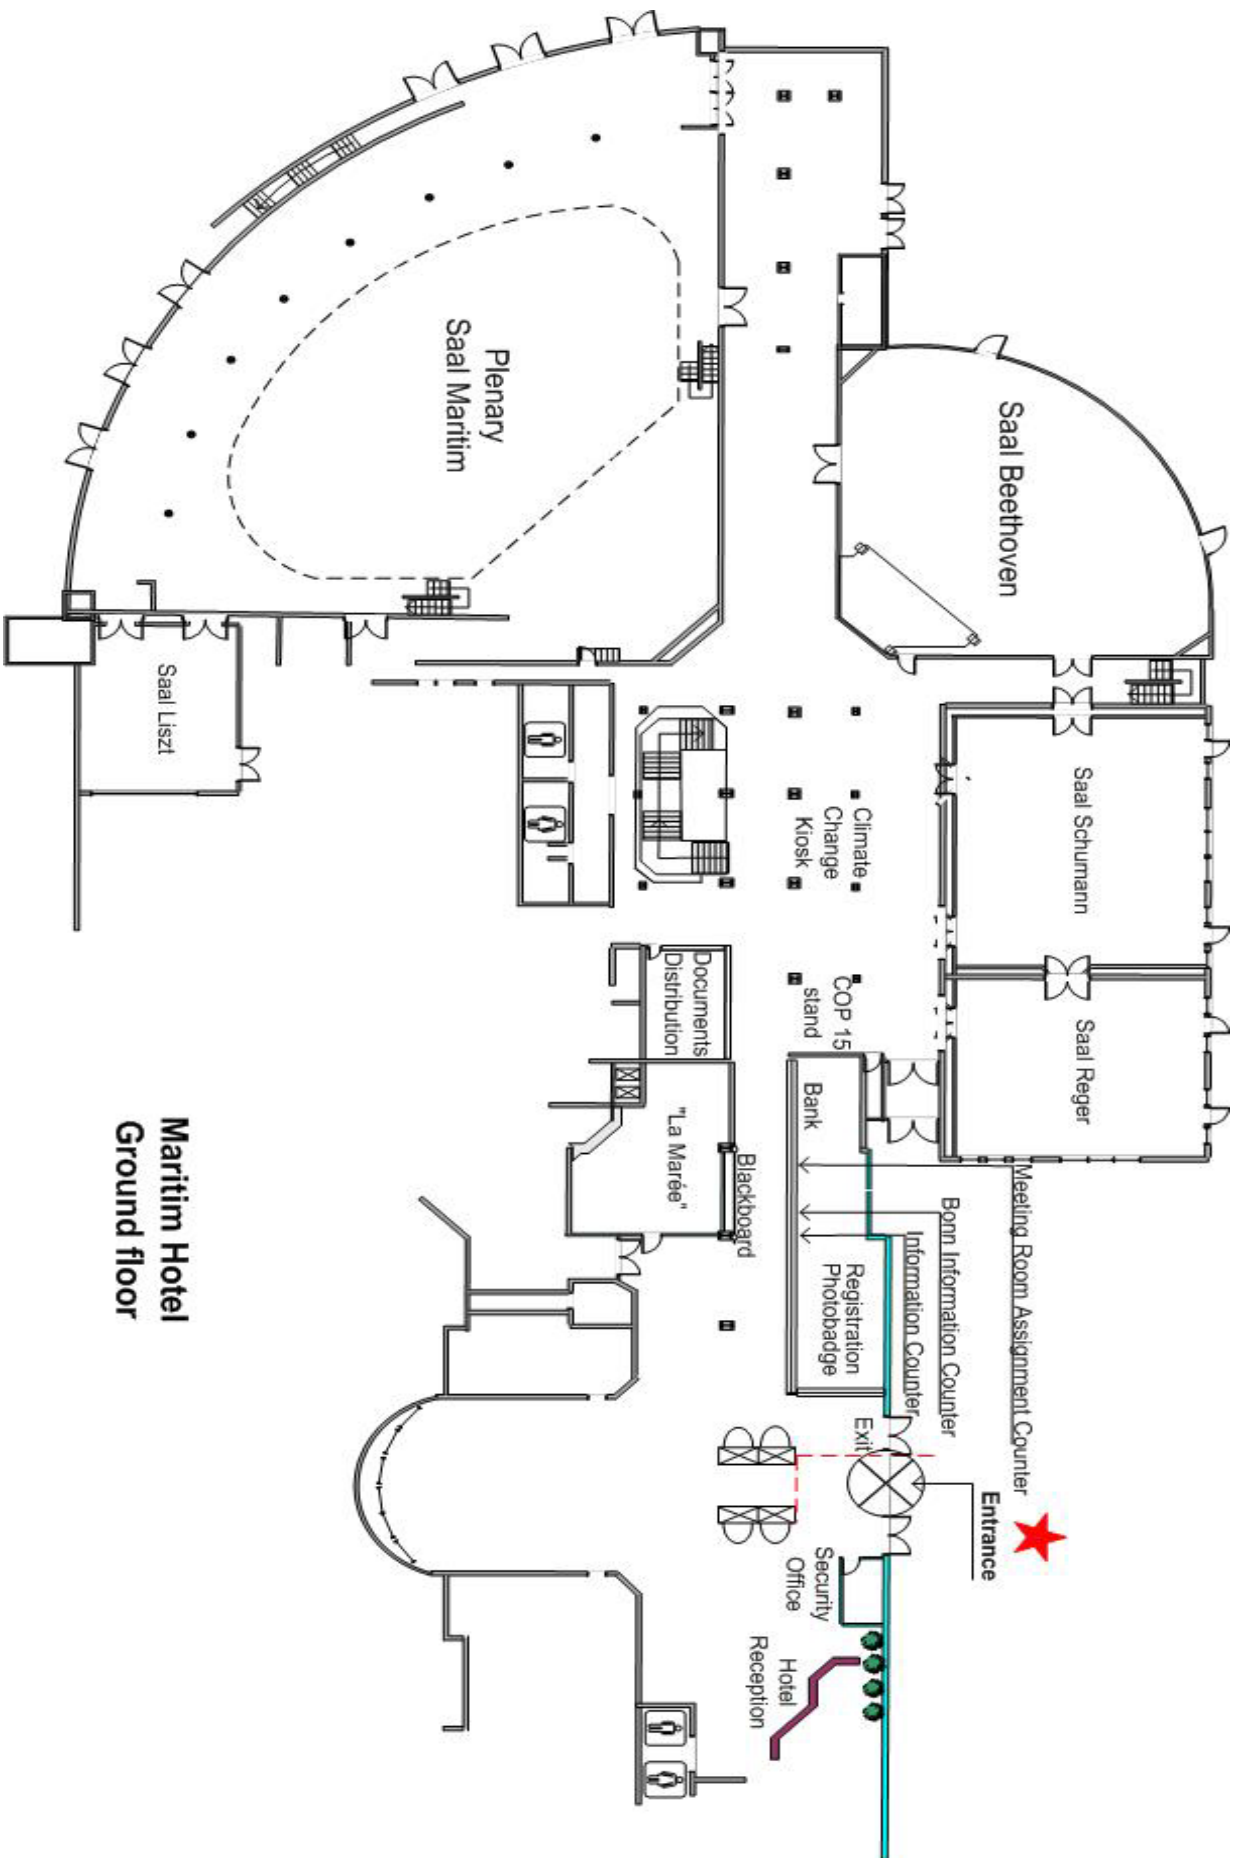 Saal Beethoven
Saal Schumann
Saal Reger
Meeting Room Assignment Counter
Bonn Information Counter
Information Counter
Entrance
Exit
Climate
Change
Kiosk
COP 15
stand
Bank
Registration
Photobadge
Security
Office
Hotel
Reception
Blackboard
Documents
Distribution
"La Marée"
Plenary
Saal Maritim
Saal Liszt
Maritim Hotel
Ground floor